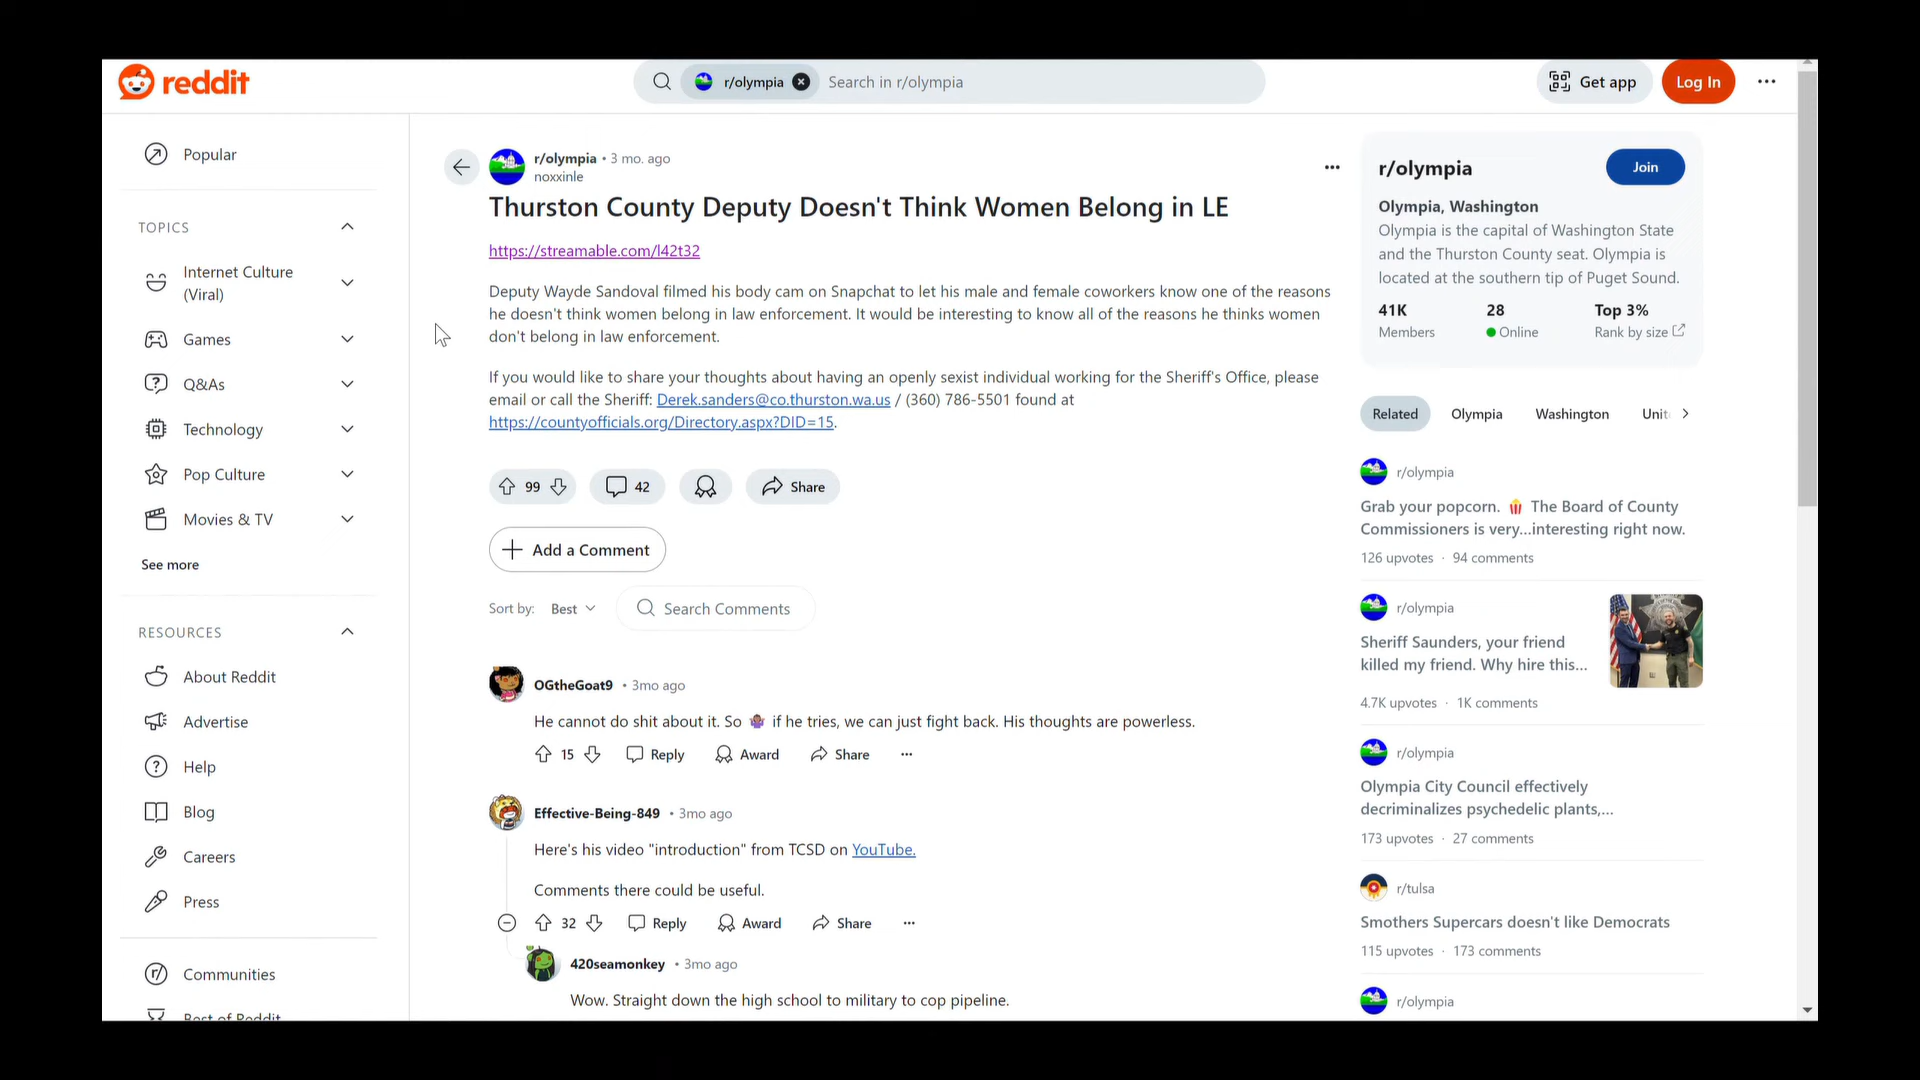 reddit
r/olympia
Search in r/olympia
Get app
Log In
Popular
TOPICS
Internet Culture
(Viral)
Games
Q&As
Technology
Pop Culture
Movies & TV
See more
RESOURCES
About Reddit
Advertise
Help
Blog
Careers
Press
Communities
Best of Reddit
r/olympia • 3 mo. ago
noxxinle
Thurston County Deputy Doesn't Think Women Belong in LE
https://streamable.com/l42t32
Deputy Wayde Sandoval filmed his body cam on Snapchat to let his male and female coworkers know one of the reasons
he doesn't think women belong in law enforcement. It would be interesting to know all of the reasons he thinks women
don't belong in law enforcement.
If you would like to share your thoughts about having an openly sexist individual working for the Sheriff's Office, please
email or call the Sheriff: Derek.sanders@co.thurston.wa.us / (360) 786-5501 found at
https://countyofficials.org/Directory.aspx?DID=15.
99
42
Share
Add a Comment
Sort by: Best
Search Comments
OGtheGoat9 • 3mo ago
He cannot do shit about it. So 🤷🏽‍♀️ if he tries, we can just fight back. His thoughts are powerless.
15 Reply Award Share
Effective-Being-849 • 3mo ago
Here's his video "introduction" from TCSD on YouTube.
Comments there could be useful.
32 Reply Award Share
420seamonkey • 3mo ago
Wow. Straight down the high school to military to cop pipeline.
r/olympia
Join
Olympia, Washington
Olympia is the capital of Washington State
and the Thurston County seat. Olympia is
located at the southern tip of Puget Sound.
41K 28 Top 3%
Members Online Rank by size
Related Olympia Washington Unit
r/olympia
Grab your popcorn. 🍿 The Board of County
Commissioners is very...interesting right now.
126 upvotes · 94 comments
r/olympia
Sheriff Saunders, your friend
killed my friend. Why hire this...
4.7K upvotes · 1K comments
r/olympia
Olympia City Council effectively
decriminalizes psychedelic plants,...
173 upvotes · 27 comments
r/tulsa
Smothers Supercars doesn't like Democrats
115 upvotes · 173 comments
r/olympia